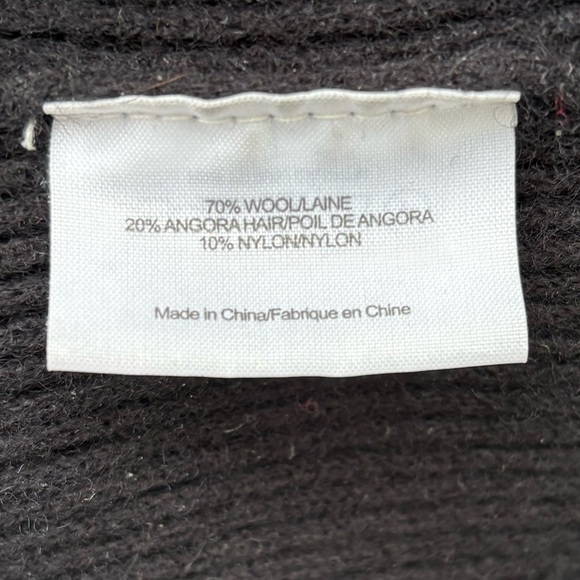 70% WOOL/LAINE
20% ANGORA HAIR/POIL DE ANGORA
10% NYLON/NYLON
Made in China/Fabrique en Chine